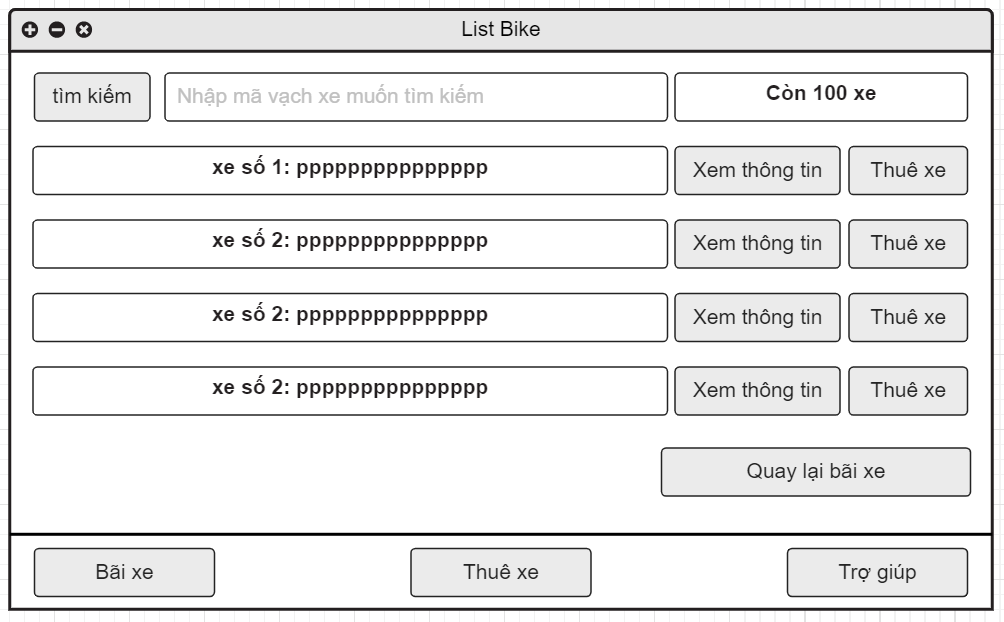 List Bike
tìm kiếm Nhập mã vạch xe muốn tìm kiếm Còn 100 xe
xe số 1: ppppppppppppppp Xem thông tin Thuê xe
xe số 2: ppppppppppppppp Xem thông tin Thuê xe
xe số 2: ppppppppppppppp Xem thông tin Thuê xe
xe số 2: ppppppppppppppp Xem thông tin Thuê xe
Quay lại bãi xe
Bãi xe Thuê xe Trợ giúp